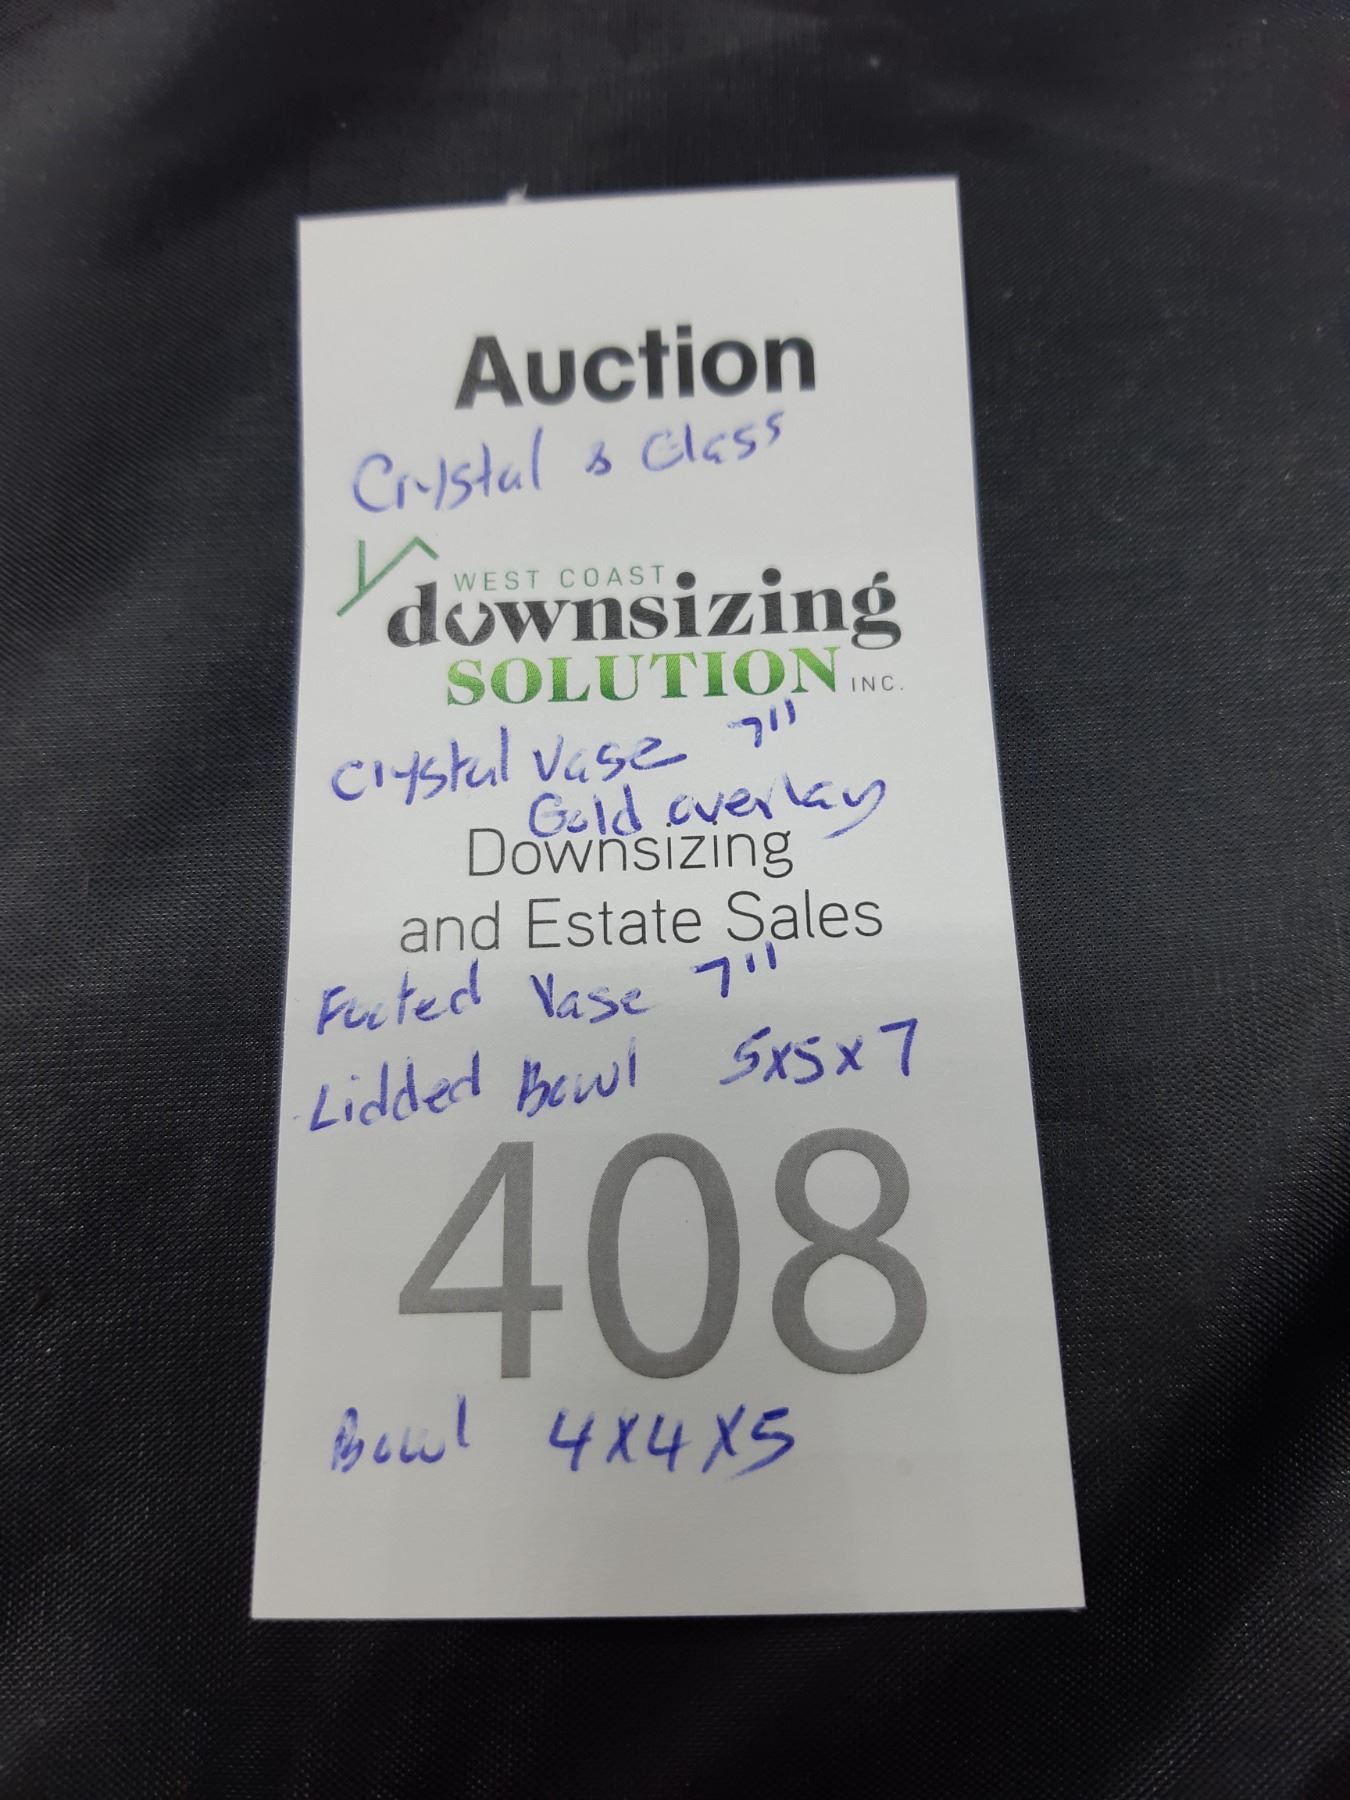 Auction
Crystal & Glass
WEST COAST
downsizing
SOLUTION INC.
Crystal Vase 7"
Gold overlay
Downsizing
and Estate Sales
Footed Vase 7"
Lidded Bowl 5x5x7
408
Bowl 4x4x5